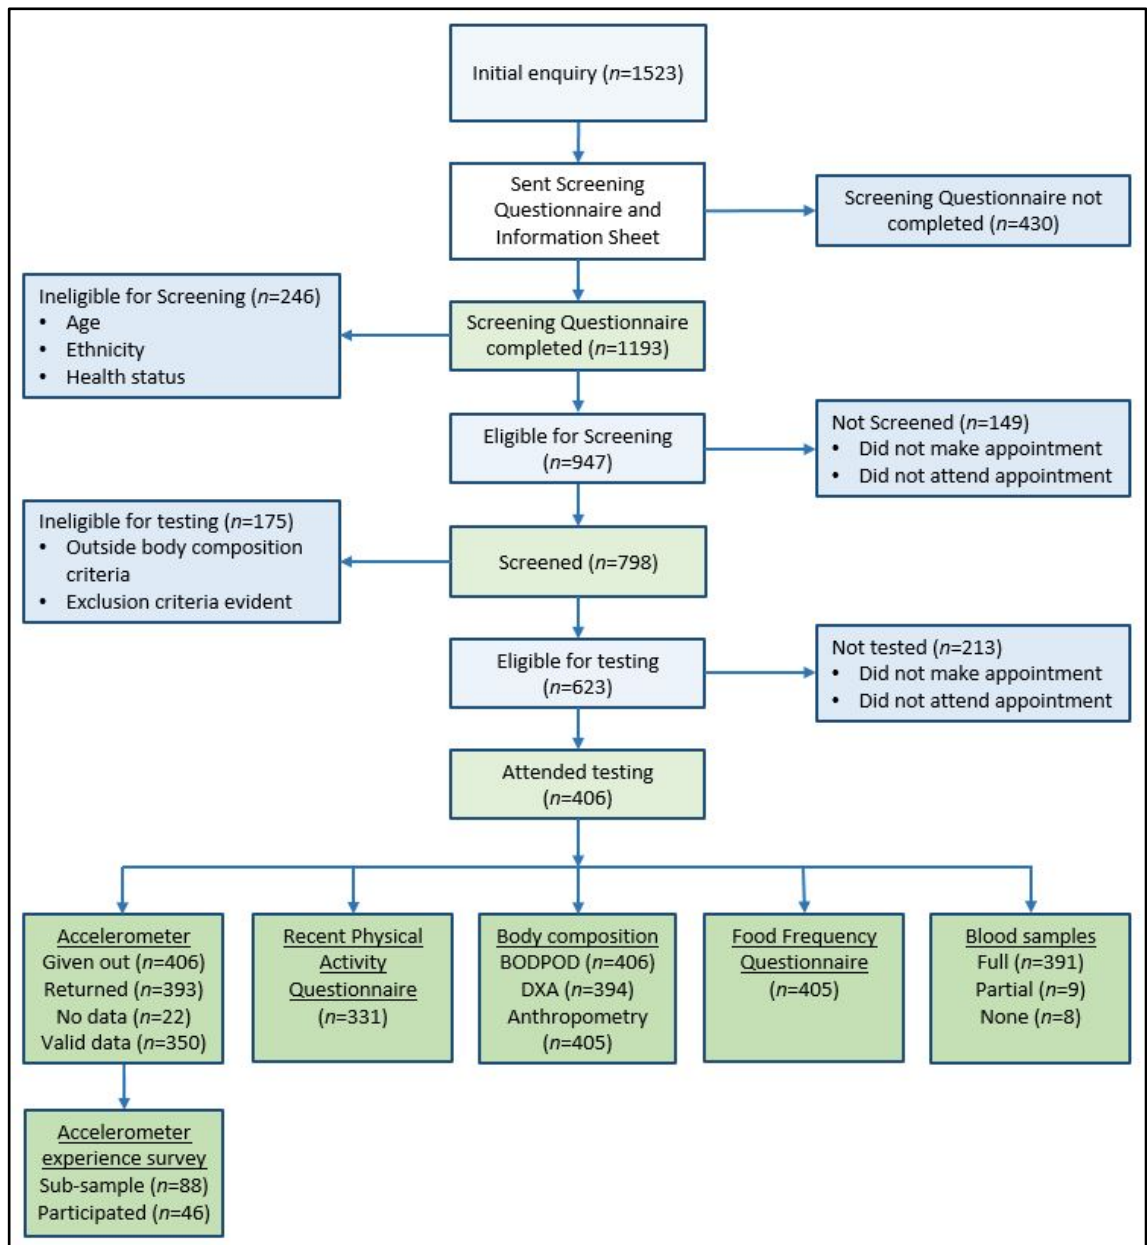 Initial enquiry (n=1523)
Sent Screening
Questionnaire and
Information Sheet
Screening Questionnaire not
completed (n=430)
Ineligible for Screening (n=246)
• Age
• Ethnicity
• Health status
Screening Questionnaire
completed (n=1193)
Eligible for Screening
(n=947)
Not Screened (n=149)
• Did not make appointment
• Did not attend appointment
Ineligible for testing (n=175)
• Outside body composition
criteria
• Exclusion criteria evident
Screened (n=798)
Eligible for testing
(n=623)
Not tested (n=213)
• Did not make appointment
• Did not attend appointment
Attended testing
(n=406)
Accelerometer
Given out (n=406)
Returned (n=393)
No data (n=22)
Valid data (n=350)
Recent Physical
Activity
Questionnaire
(n=331)
Body composition
BODPOD (n=406)
DXA (n=394)
Anthropometry
(n=405)
Food Frequency
Questionnaire
(n=405)
Blood samples
Full (n=391)
Partial (n=9)
None (n=8)
Accelerometer
experience survey
Sub-sample (n=88)
Participated (n=46)